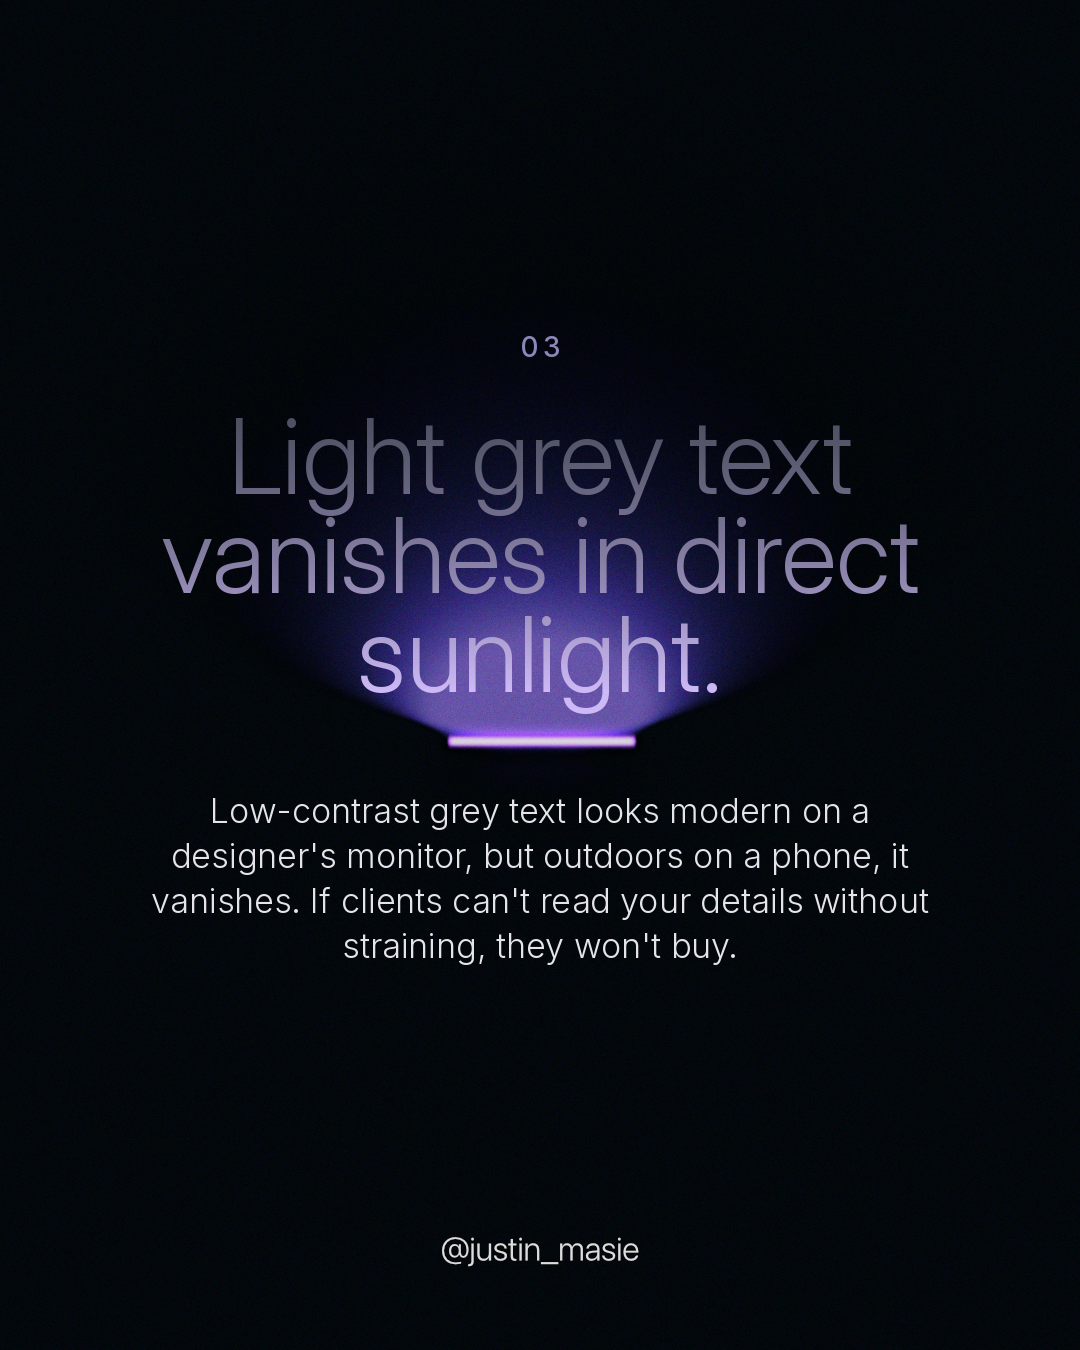 03
Light grey text
vanishes in direct
sunlight.
Low-contrast grey text looks modern on a
designer's monitor, but outdoors on a phone, it
vanishes. If clients can't read your details without
straining, they won't buy.
@justin_masie